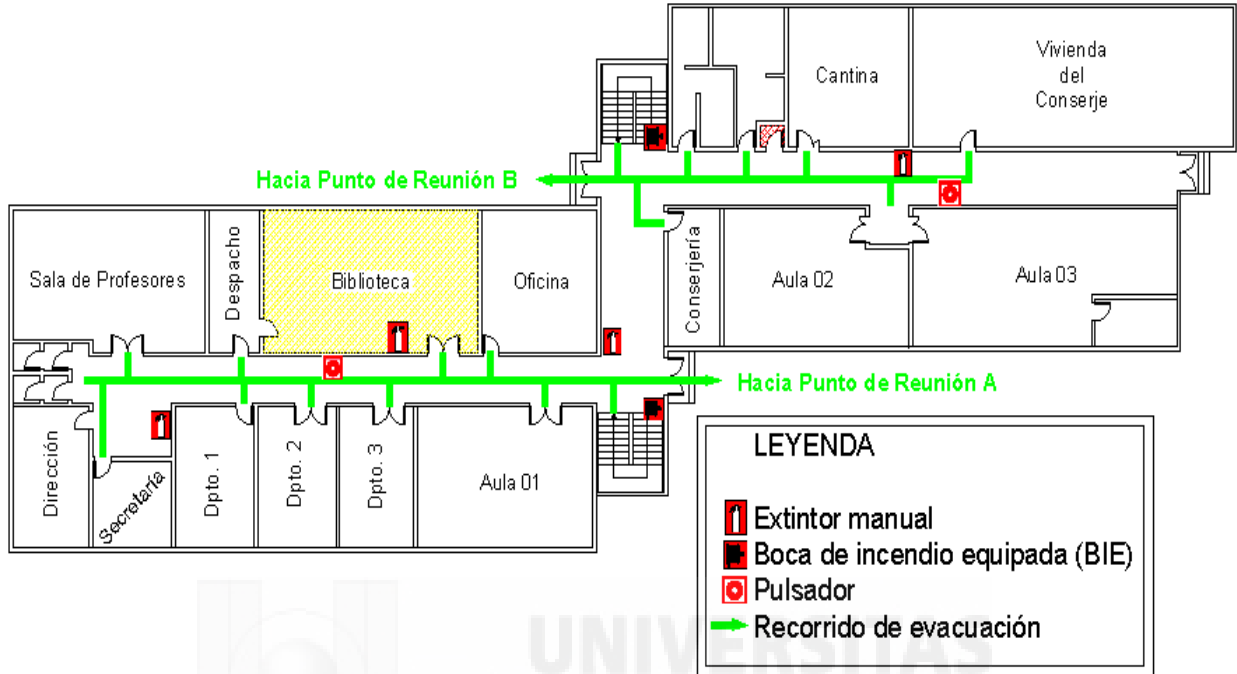 Vivienda
del
Conserje
Cantina
Hacia Punto de Reunión B
Sala de Profesores
Despacho
Biblioteca
Oficina
Conserjería
Aula 02
Aula 03
Hacia Punto de Reunión A
Dirección
Secretaría
Dpto. 1
Dpto. 2
Dpto. 3
Aula 01
LEYENDA
Extintor manual
Boca de incendio equipada (BIE)
Pulsador
Recorrido de evacuación
UNIVERSITAS